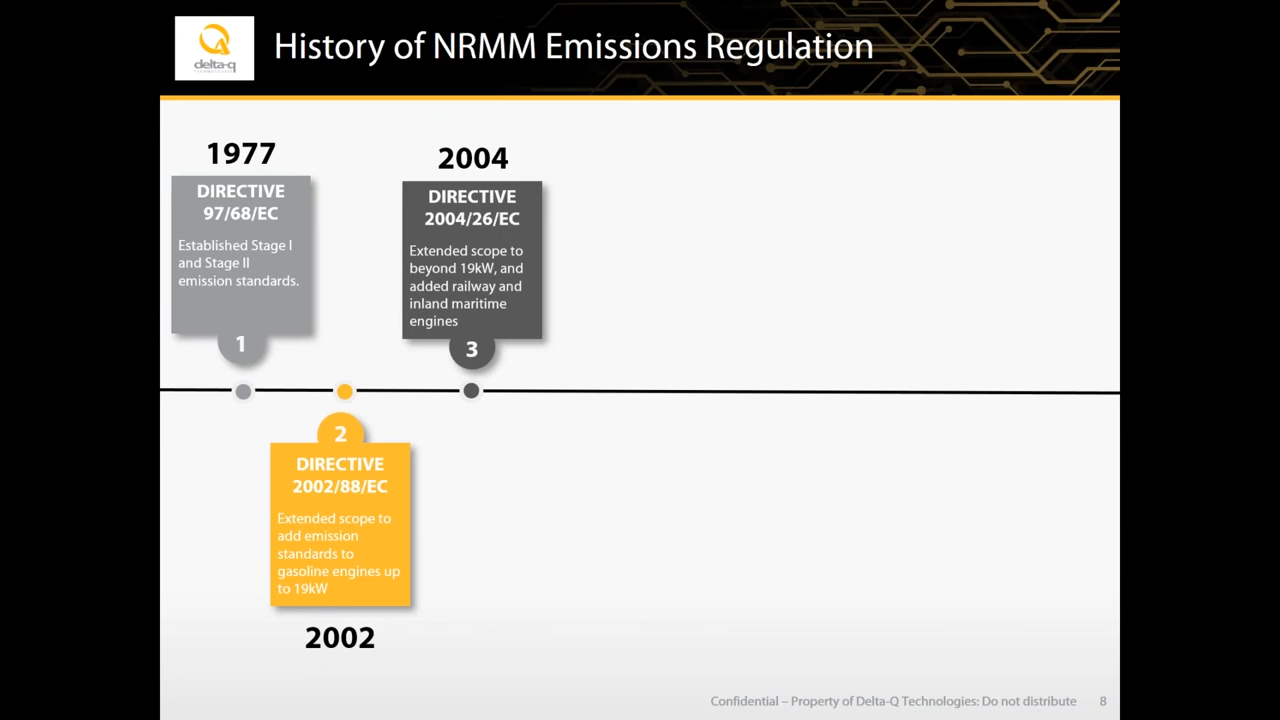 delta-q
History of NRMM Emissions Regulation
1977
DIRECTIVE
97/68/EC
Established Stage I
and Stage II
emission standards.
1
2004
DIRECTIVE
2004/26/EC
Extended scope to
beyond 19kW, and
added railway and
inland maritime
engines
3
2
DIRECTIVE
2002/88/EC
Extended scope to
add emission
standards to
gasoline engines up
to 19kW
2002
Confidential – Property of Delta-Q Technologies: Do not distribute 8